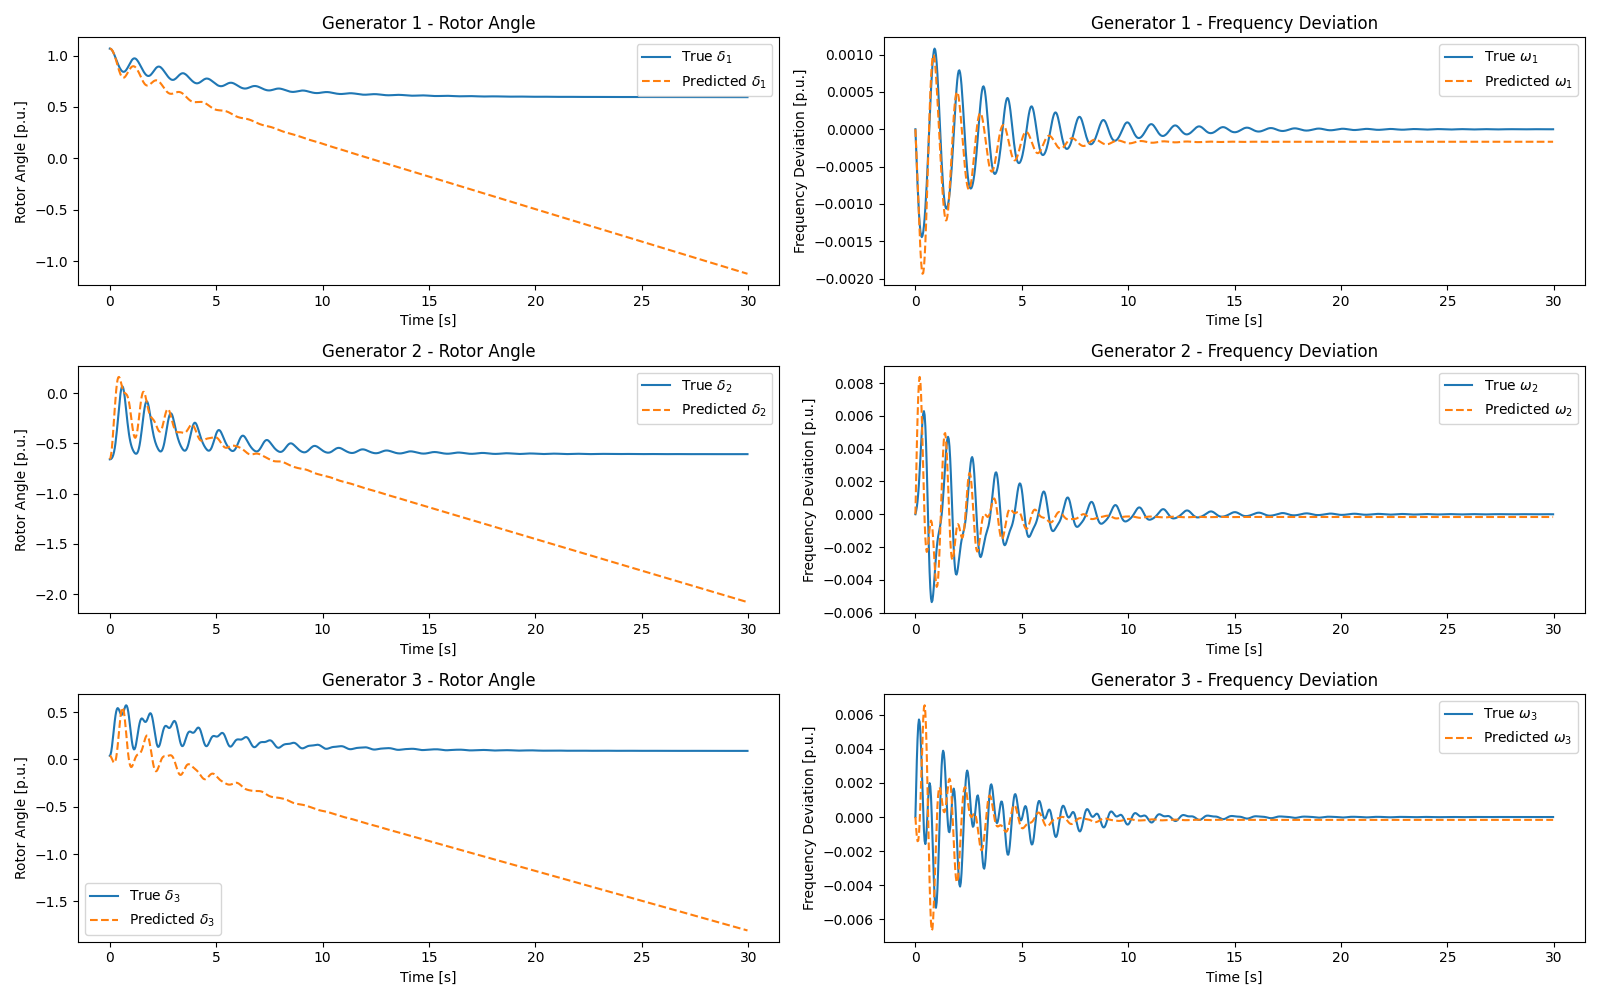 Generator 1 - Rotor Angle
Rotor Angle [p.u.]
1.0
0.5
0.0
−0.5
−1.0
True δ1
Predicted δ1
0 5 10 15 20 25 30
Time [s]
Generator 1 - Frequency Deviation
Frequency Deviation [p.u.]
0.0010
0.0005
0.0000
−0.0005
−0.0010
−0.0015
−0.0020
True ω1
Predicted ω1
0 5 10 15 20 25 30
Time [s]
Generator 2 - Rotor Angle
Rotor Angle [p.u.]
0.0
−0.5
−1.0
−1.5
−2.0
True δ2
Predicted δ2
0 5 10 15 20 25 30
Time [s]
Generator 2 - Frequency Deviation
Frequency Deviation [p.u.]
0.008
0.006
0.004
0.002
0.000
−0.002
−0.004
−0.006
True ω2
Predicted ω2
0 5 10 15 20 25 30
Time [s]
Generator 3 - Rotor Angle
Rotor Angle [p.u.]
0.5
0.0
−0.5
−1.0
−1.5
True δ3
Predicted δ3
0 5 10 15 20 25 30
Time [s]
Generator 3 - Frequency Deviation
Frequency Deviation [p.u.]
0.006
0.004
0.002
0.000
−0.002
−0.004
−0.006
True ω3
Predicted ω3
0 5 10 15 20 25 30
Time [s]